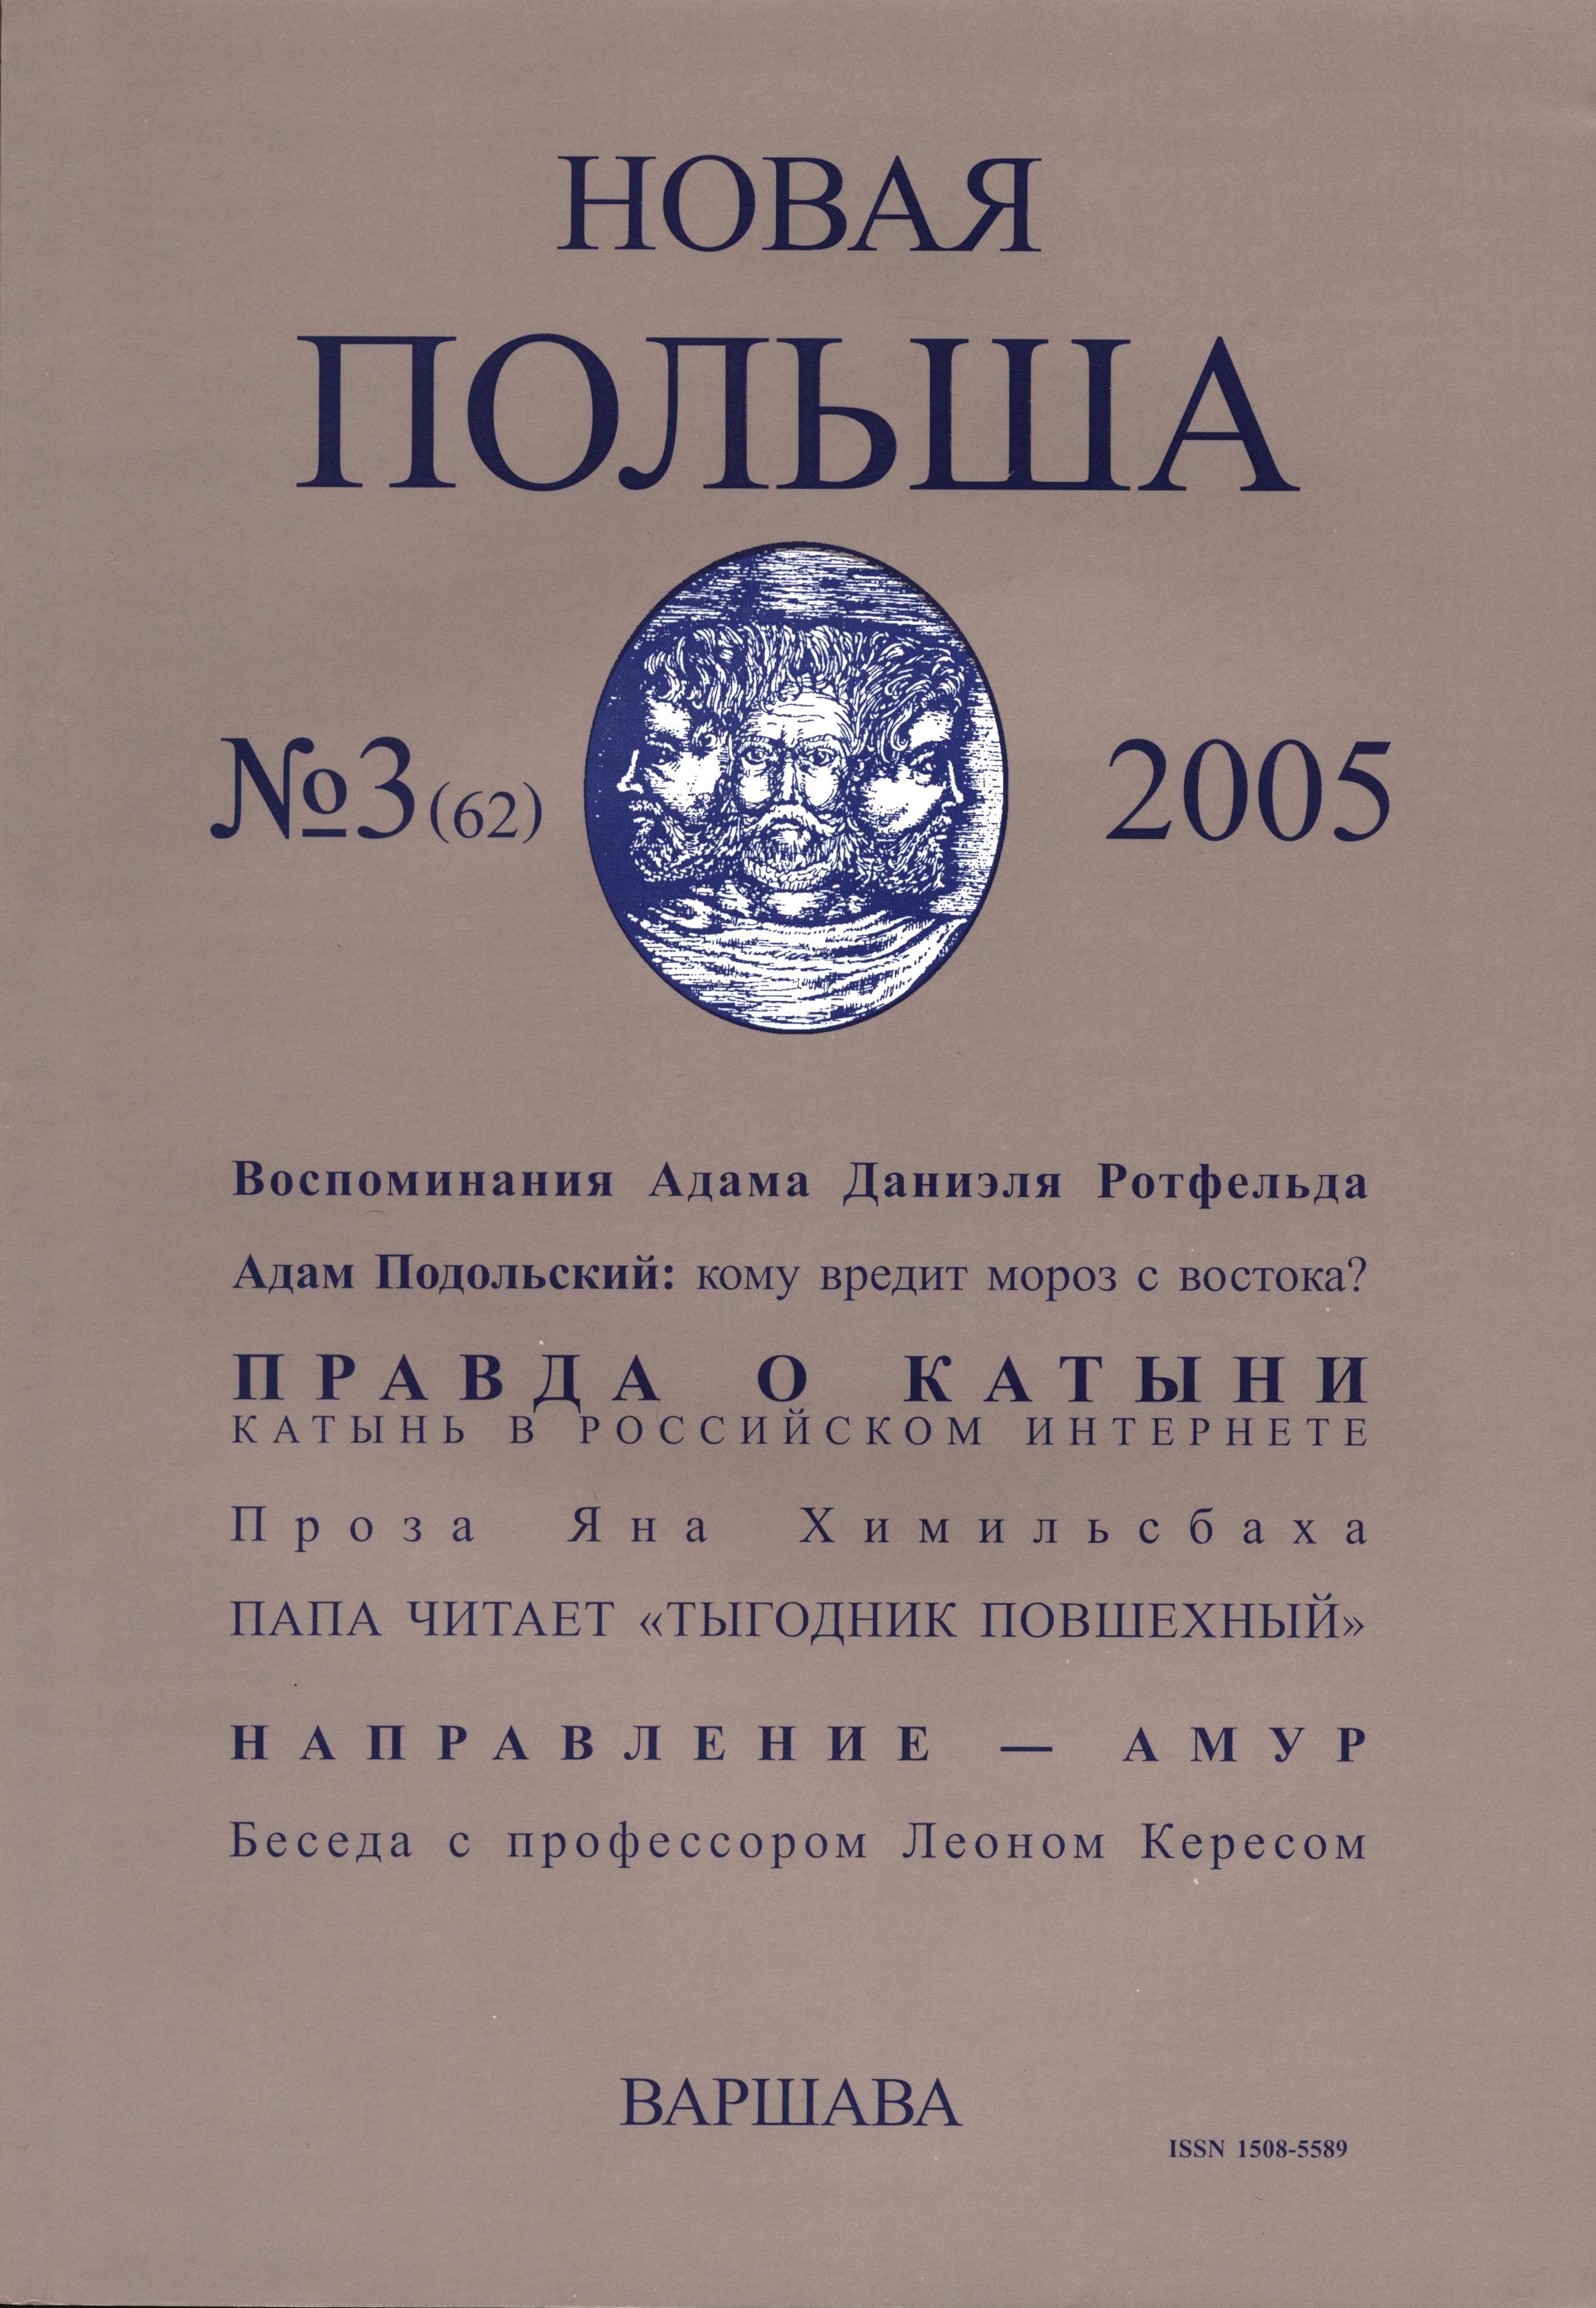 НОВАЯ
ПОЛЬША
№3(62) 2005
Воспоминания Адама Даниэля Ротфельда
Адам Подольский: кому вредит мороз с востока?
ПРАВДА О КАТЫНИ
КАТЫНЬ В РОССИЙСКОМ ИНТЕРНЕТЕ
Проза Яна Химильсбаха
ПАПА ЧИТАЕТ «ТЫГОДНИК ПОВШЕХНЫЙ»
НАПРАВЛЕНИЕ — АМУР
Беседа с профессором Леоном Кересом
ВАРШАВА
ISSN 1508-5589